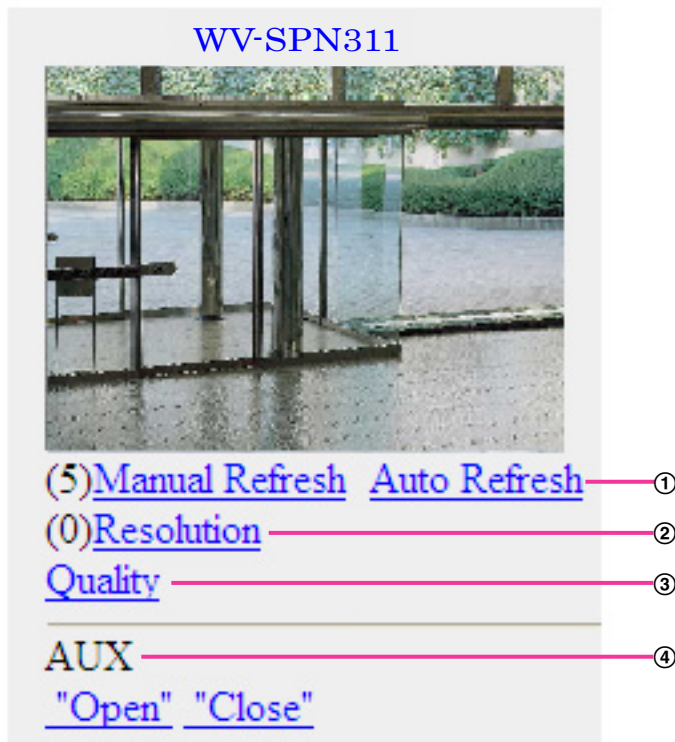 WV-SPN311
(5)Manual Refresh Auto Refresh ①
(0)Resolution ②
Quality ③
AUX ④
"Open" "Close"